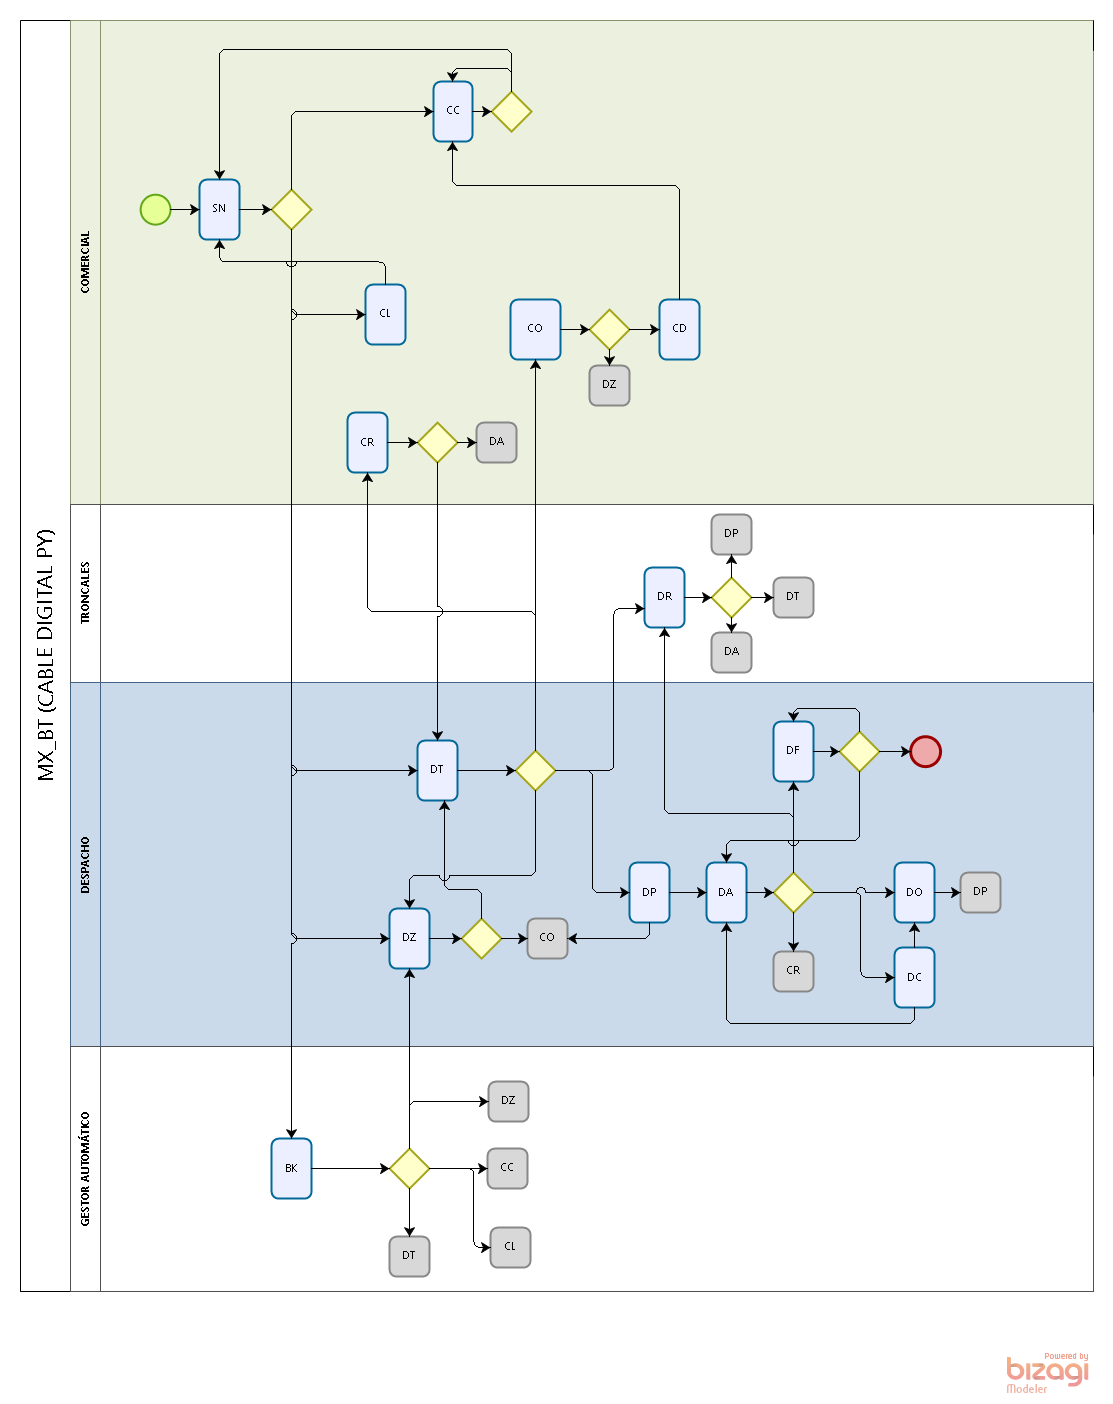 MX_BT (CABLE DIGITAL PY)
COMERCIAL
CC
SN
CL
CO
CD
DZ
CR
DA
TRONCALES
DP
DR
DT
DA
DESPACHO
DF
DT
DP
DA
DO
DP
DZ
CO
CR
DC
GESTOR AUTOMÁTICO
DZ
BK
CC
DT
CL
Powered by
bizagi
Modeler